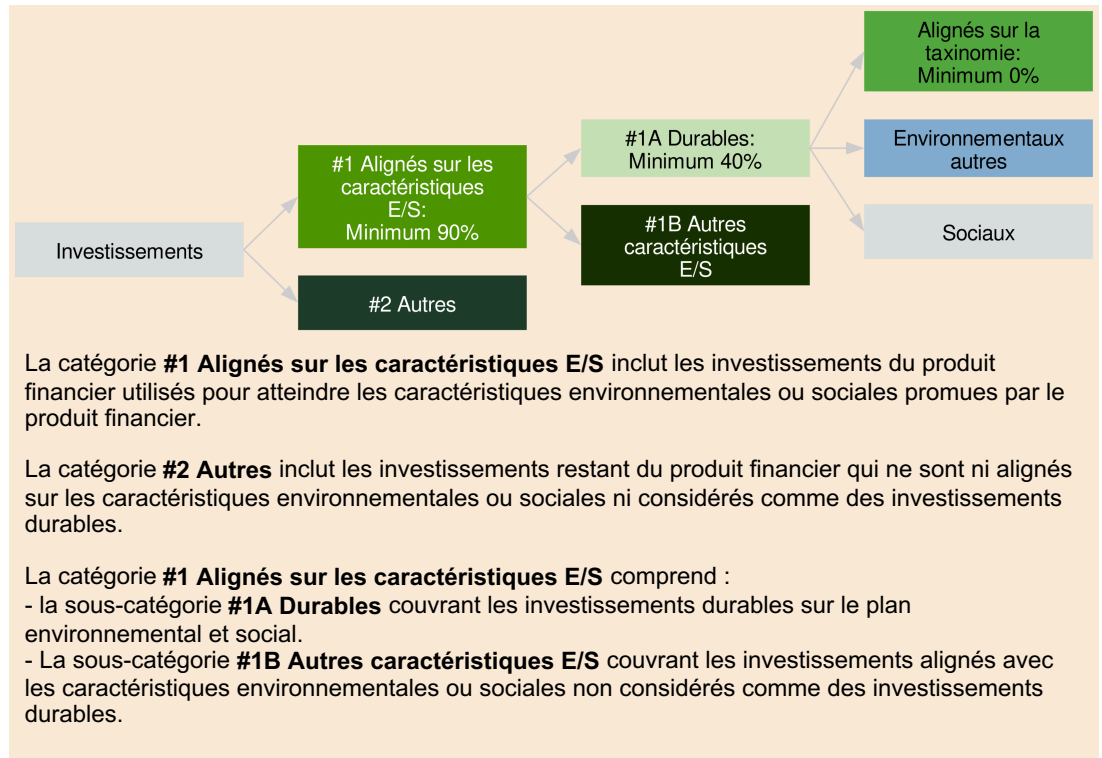 Alignés sur la
taxinomie:
Minimum 0%
#1A Durables:
Minimum 40%
Environnementaux
autres
#1 Alignés sur les
caractéristiques
E/S:
Minimum 90%
#1B Autres
caractéristiques
E/S
Sociaux
Investissements
#2 Autres
La catégorie #1 Alignés sur les caractéristiques E/S inclut les investissements du produit
financier utilisés pour atteindre les caractéristiques environnementales ou sociales promues par le
produit financier.
La catégorie #2 Autres inclut les investissements restant du produit financier qui ne sont ni alignés
sur les caractéristiques environnementales ou sociales ni considérés comme des investissements
durables.
La catégorie #1 Alignés sur les caractéristiques E/S comprend :
- la sous-catégorie #1A Durables couvrant les investissements durables sur le plan
environnemental et social.
- La sous-catégorie #1B Autres caractéristiques E/S couvrant les investissements alignés avec
les caractéristiques environnementales ou sociales non considérés comme des investissements
durables.